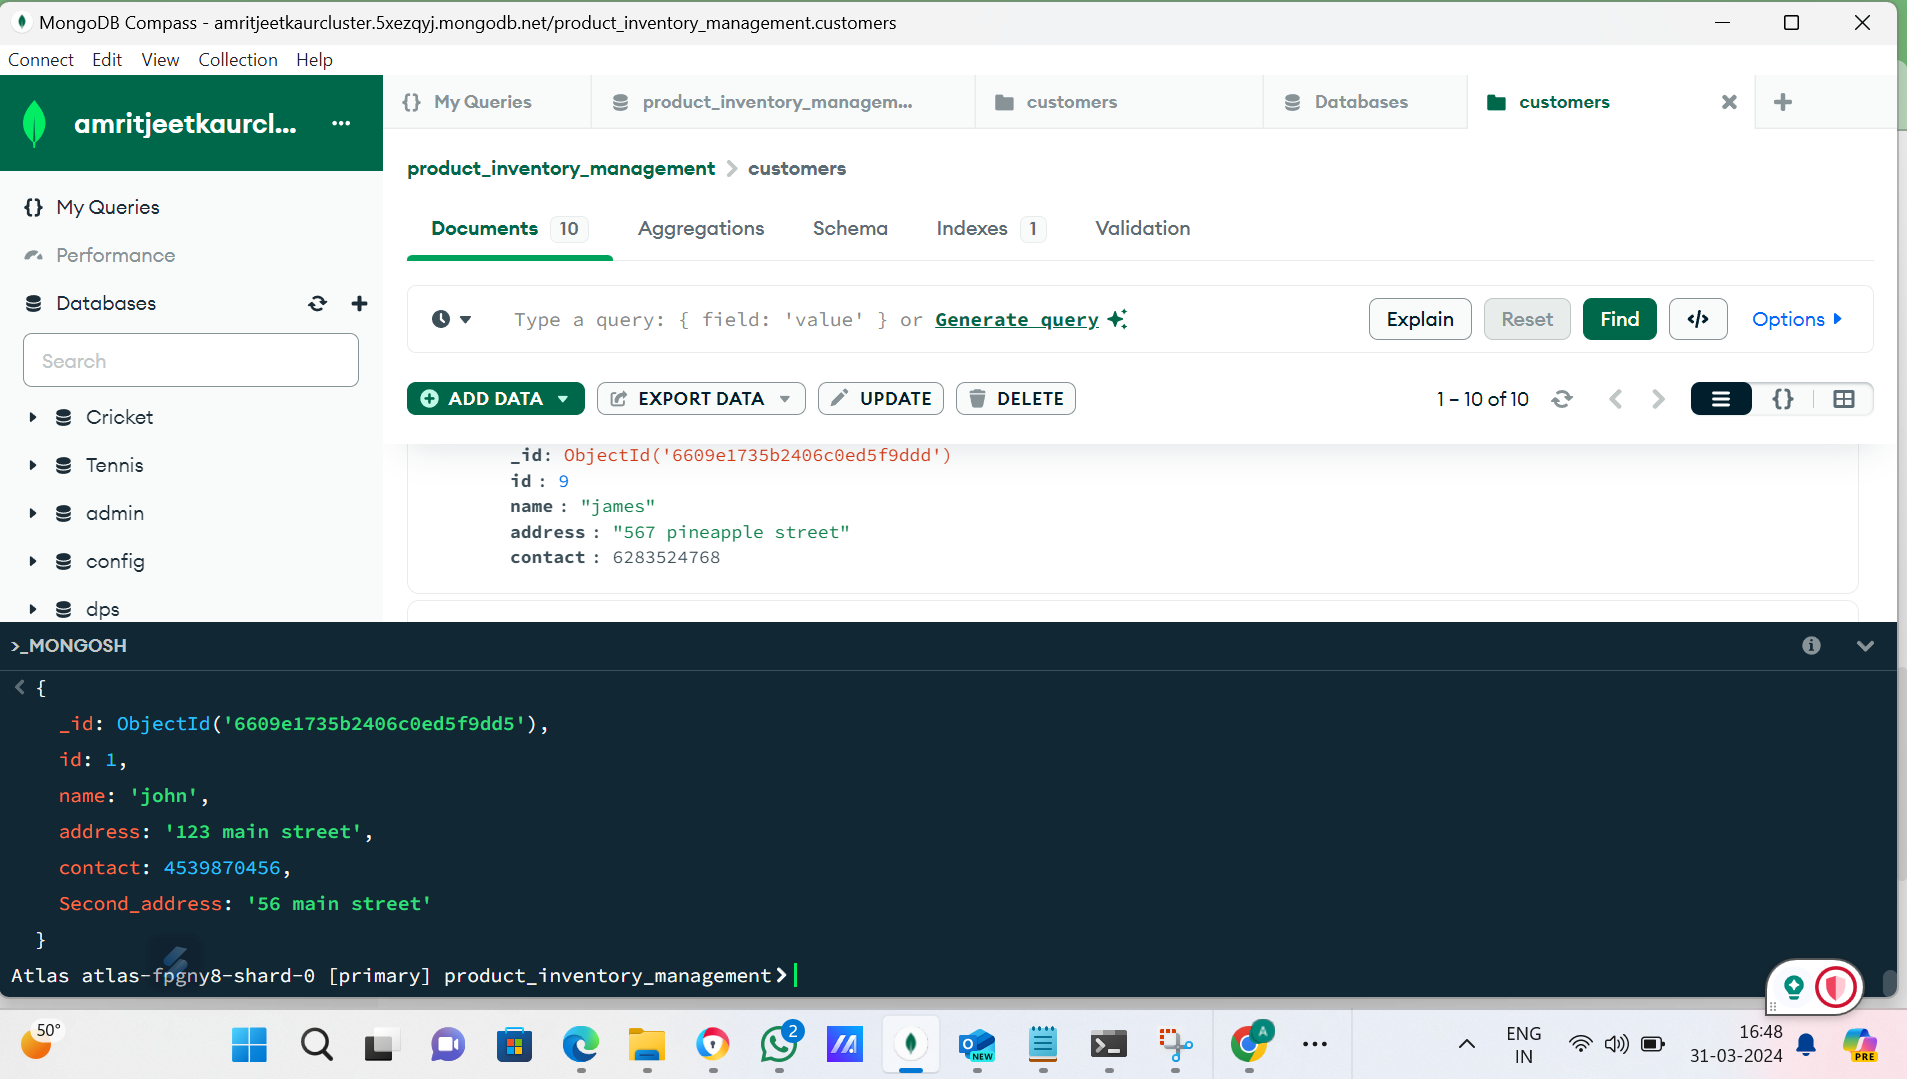 MongoDB Compass - amritjeetkaurcluster.5xezqyj.mongodb.net/product_inventory_management.customers
Connect Edit View Collection Help
amritjeetkaurcl... ...
{} My Queries
product_inventory_managem...
customers
Databases
customers
product_inventory_management > customers
{} My Queries
Performance
Databases
Search
Cricket
Tennis
admin
config
dps
Documents 10 Aggregations Schema Indexes 1 Validation
Type a query: { field: 'value' } or Generate query
Explain Reset Find </> Options
ADD DATA EXPORT DATA UPDATE DELETE
1 – 10 of 10 {}
_id: ObjectId('6609e1735b2406c0ed5f9ddd')
id : 9
name : "james"
address : "567 pineapple street"
contact : 6283524768
>_MONGOSH
< {
_id: ObjectId('6609e1735b2406c0ed5f9dd5'),
id: 1,
name: 'john',
address: '123 main street',
contact: 4539870456,
Second_address: '56 main street'
}
Atlas atlas-fpgny8-shard-0 [primary] product_inventory_management>
50°
2
NEW
A
ENG
IN
16:48
31-03-2024
PRE